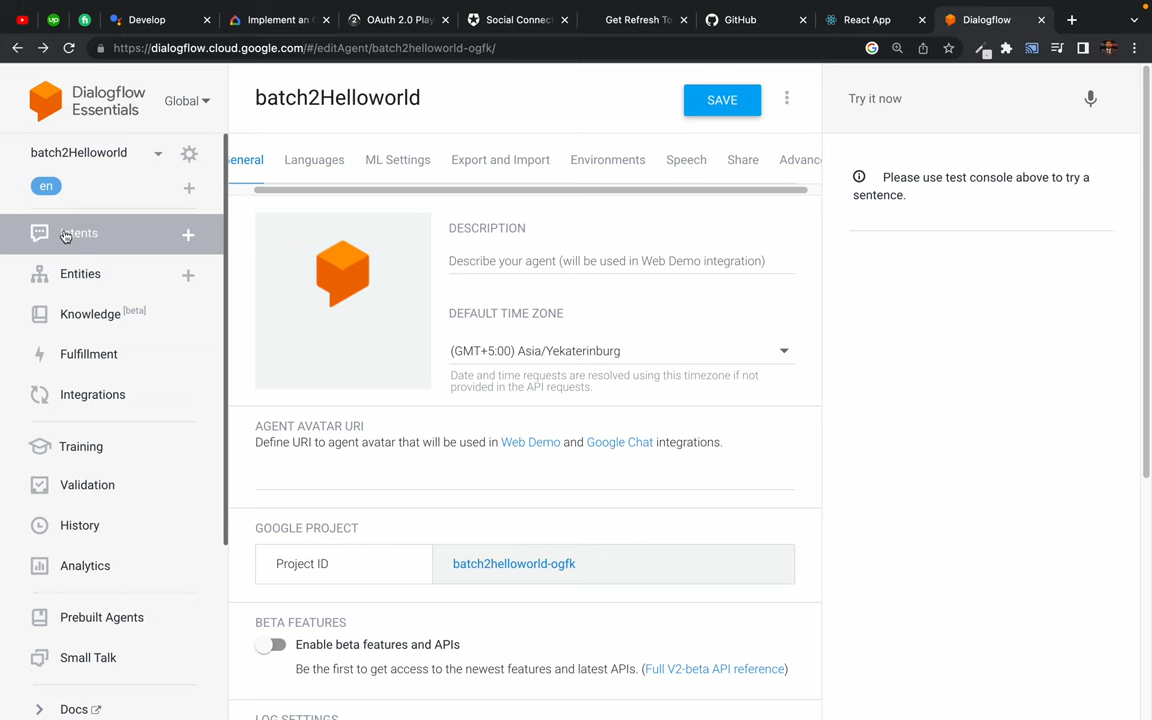 Develop
Implement an
OAuth 2.0 Play
Social Connec
Get Refresh To
GitHub
React App
Dialogflow
https://dialogflow.cloud.google.com/#/editAgent/batch2helloworld-ogfk/
Dialogflow
Essentials
Global
batch2Helloworld
en
Intents
Entities
Knowledge [beta]
Fulfillment
Integrations
Training
Validation
History
Analytics
Prebuilt Agents
Small Talk
Docs
batch2Helloworld
SAVE
General
Languages
ML Settings
Export and Import
Environments
Speech
Share
Advanc
DESCRIPTION
Describe your agent (will be used in Web Demo integration)
DEFAULT TIME ZONE
(GMT+5:00) Asia/Yekaterinburg
Date and time requests are resolved using this timezone if not
provided in the API requests.
AGENT AVATAR URI
Define URI to agent avatar that will be used in Web Demo and Google Chat integrations.
GOOGLE PROJECT
Project ID
batch2helloworld-ogfk
BETA FEATURES
Enable beta features and APIs
Be the first to get access to the newest features and latest APIs. (Full V2-beta API reference)
LOG SETTINGS
Try it now
Please use test console above to try a
sentence.